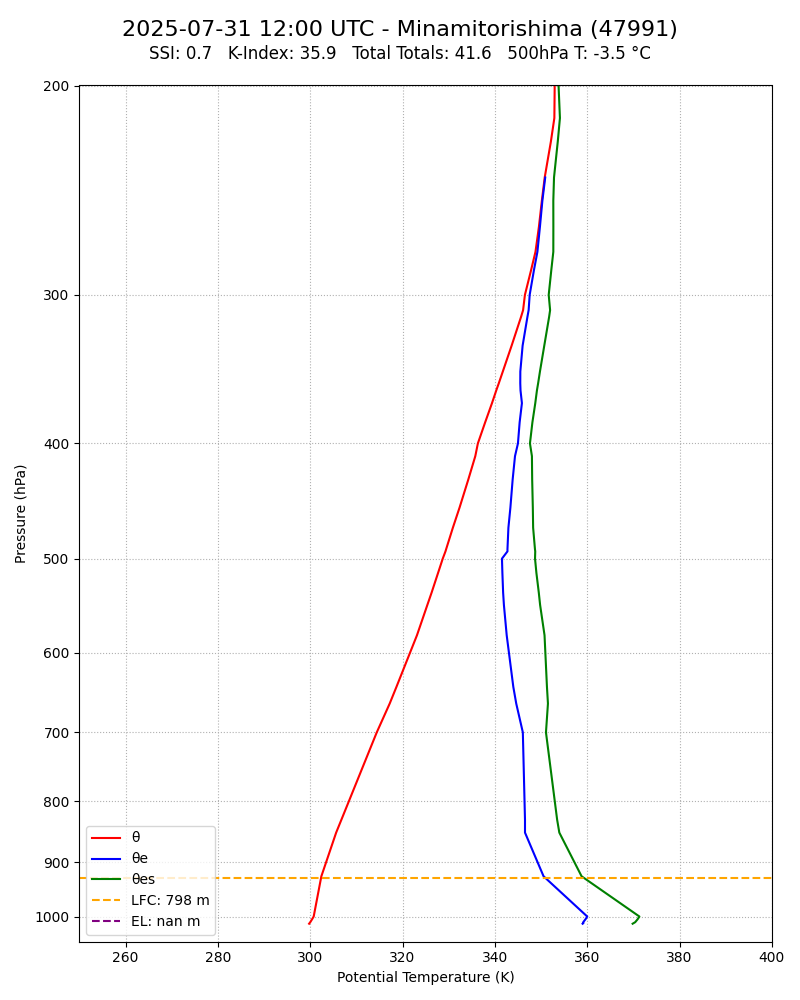 2025-07-31 12:00 UTC - Minamitorishima (47991)
SSI: 0.7   K-Index: 35.9   Total Totals: 41.6   500hPa T: -3.5 °C
200
300
400
500
600
700
800
900
1000
Pressure (hPa)
θ
θe
θes
LFC: 798 m
EL: nan m
260 280 300 320 340 360 380 400
Potential Temperature (K)